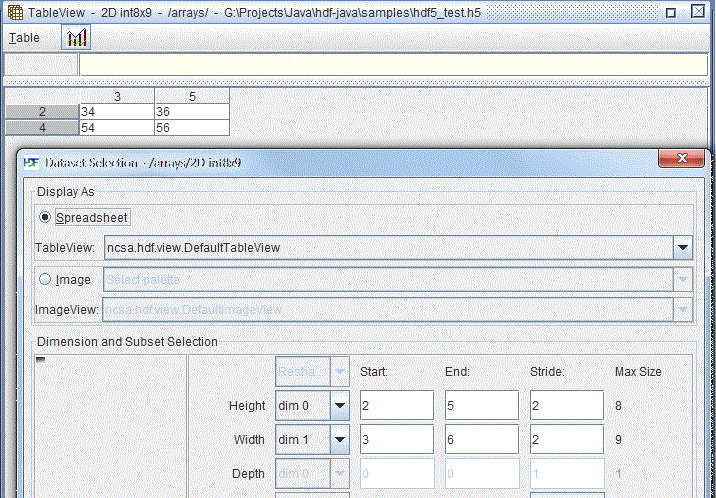 TableView - 2D int8x9 - /arrays/ - G:\Projects\Java\hdf-java\samples\hdf5_test.h5
Table
3 5
2 34 36
4 54 56
HDF Dataset Selection - /arrays/2D int8x9
Display As
Spreadsheet
TableView: ncsa.hdf.view.DefaultTableView
Image Select palette
ImageView: ncsa.hdf.view.DefaultImageView
Dimension and Subset Selection
Resha... Start: End: Stride: Max Size
Height dim 0 2 5 2 8
Width dim 1 3 6 2 9
Depth dim 0 0 0 1 1